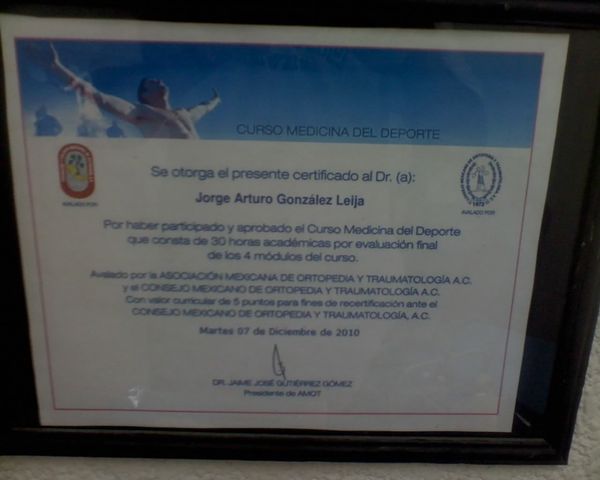 CURSO MEDICINA DEL DEPORTE
Se otorga el presente certificado al Dr. (a):
Jorge Arturo González Leija
AVALADO POR:
AVALADO POR:
Por haber participado y aprobado el Curso Medicina del Deporte
que consta de 30 horas académicas por evaluación final
de los 4 módulos del curso.
Avalado por la ASOCIACIÓN MEXICANA DE ORTOPEDIA Y TRAUMATOLOGÍA A.C.
y el CONSEJO MEXICANO DE ORTOPEDIA Y TRAUMATOLOGÍA A.C.
Con valor curricular de 5 puntos para fines de recertificación ante el
CONSEJO MEXICANO DE ORTOPEDIA Y TRAUMATOLOGÍA, A.C.
Martes 07 de Diciembre de 2010
DR. JAIME JOSÉ GUTIÉRREZ GÓMEZ
Presidente de AMOT